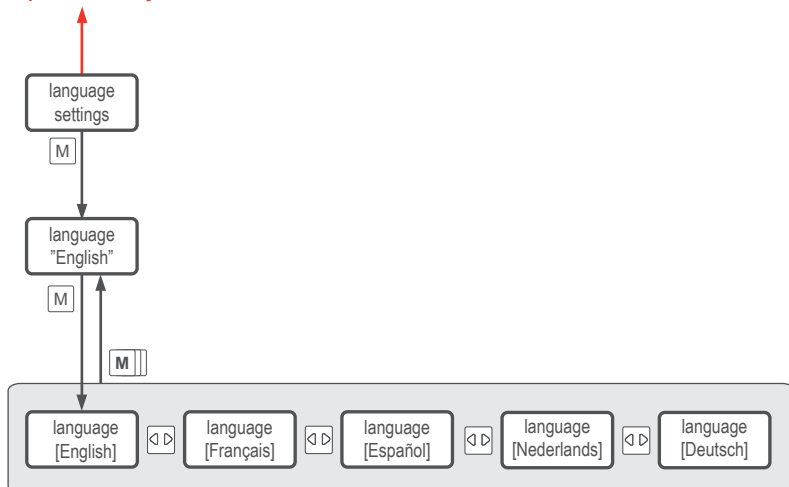 language
settings
M
language
”English”
M
M
language
[English]
language
[Français]
language
[Español]
language
[Nederlands]
language
[Deutsch]